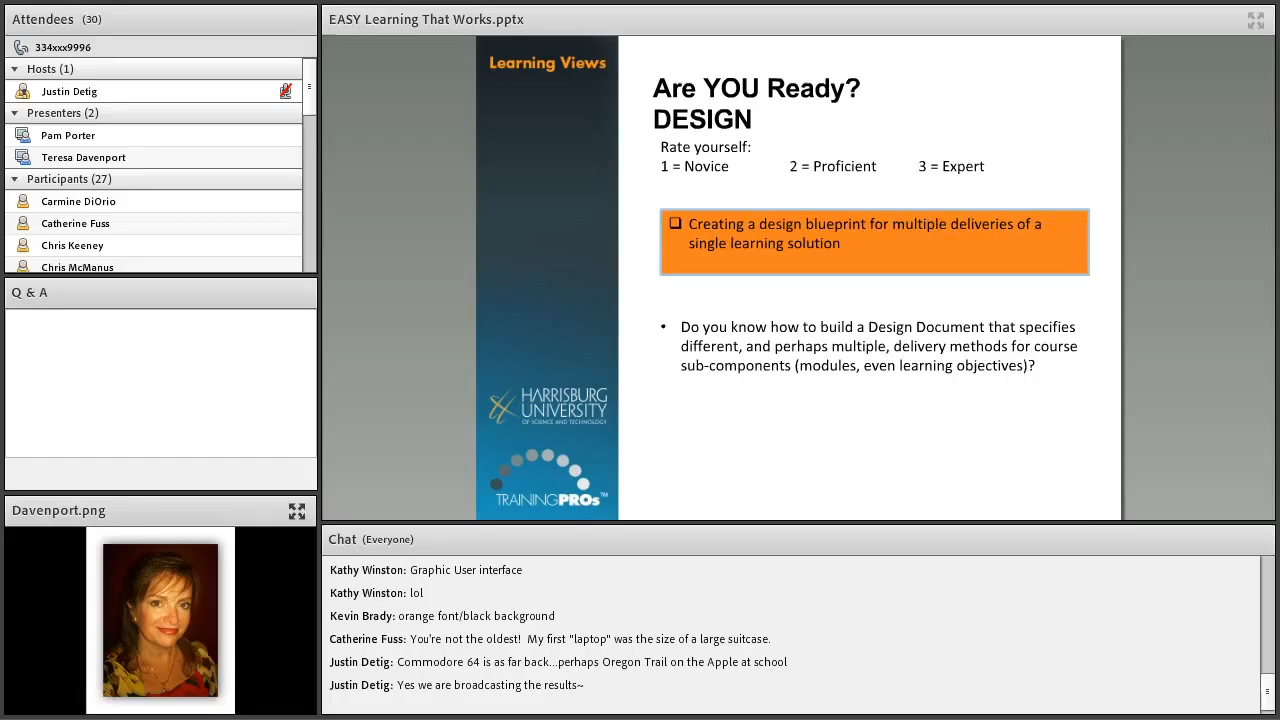 Attendees (30)
334xxx9996
Hosts (1)
Justin Detig
Presenters (2)
Pam Porter
Teresa Davenport
Participants (27)
Carmine DiOrio
Catherine Fuss
Chris Keeney
Chris McManus
Q & A
Davenport.png
EASY Learning That Works.pptx
Learning Views
HARRISBURG
UNIVERSITY
OF SCIENCE AND TECHNOLOGY
TRAININGPROs™
Are YOU Ready?
DESIGN
Rate yourself:
1 = Novice 2 = Proficient 3 = Expert
❑ Creating a design blueprint for multiple deliveries of a
single learning solution
• Do you know how to build a Design Document that specifies
different, and perhaps multiple, delivery methods for course
sub-components (modules, even learning objectives)?
Chat (Everyone)
Kathy Winston: Graphic User interface
Kathy Winston: lol
Kevin Brady: orange font/black background
Catherine Fuss: You're not the oldest! My first "laptop" was the size of a large suitcase.
Justin Detig: Commodore 64 is as far back...perhaps Oregon Trail on the Apple at school
Justin Detig: Yes we are broadcasting the results~